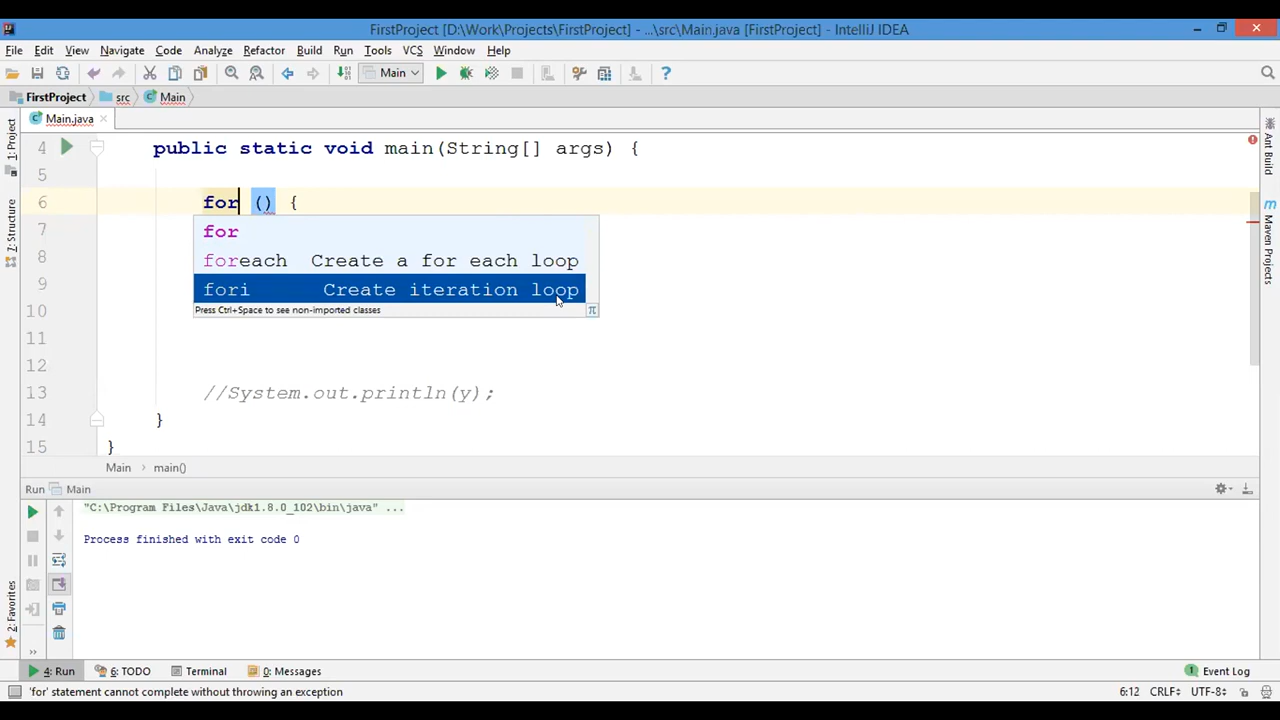 FirstProject [D:\Work\Projects\FirstProject] - ...\src\Main.java [FirstProject] - IntelliJ IDEA
File Edit View Navigate Code Analyze Refactor Build Run Tools VCS Window Help
Main
FirstProject src Main
Main.java
1: Project
Z: Structure
2: Favorites
Ant Build
Maven Projects
4 public static void main(String[] args) {
5
6 for () {
for
foreach Create a for each loop
fori Create iteration loop
Press Ctrl+Space to see non-imported classes
7
8
9
10
11
12
13 //System.out.println(y);
14 }
15 }
Main main()
Run Main
"C:\Program Files\Java\jdk1.8.0_102\bin\java" ...
Process finished with exit code 0
4: Run 6: TODO Terminal 0: Messages Event Log
'for' statement cannot complete without throwing an exception 6:12 CRLF UTF-8